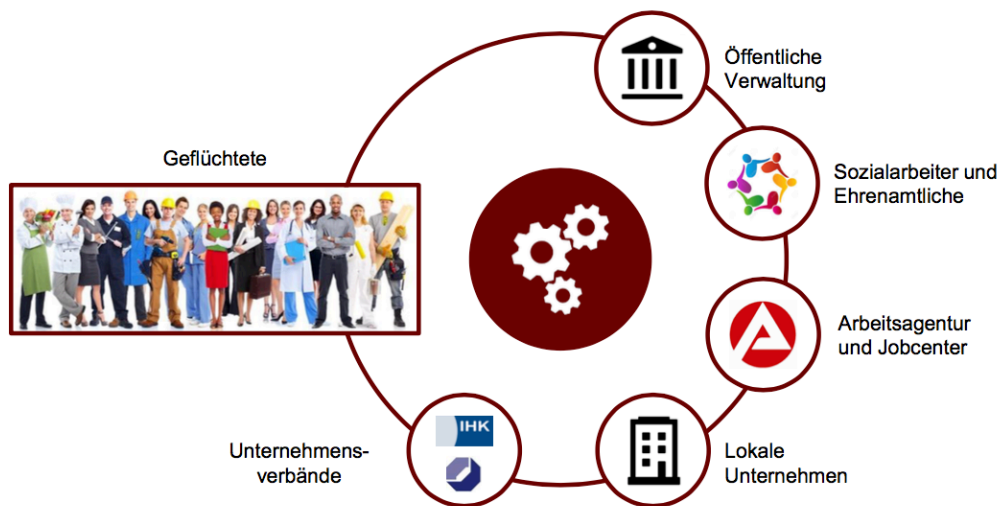 Öffentliche
Verwaltung
Geflüchtete
Sozialarbeiter und
Ehrenamtliche
Arbeitsagentur
und Jobcenter
IHK
Unternehmens-
verbände
Lokale
Unternehmen